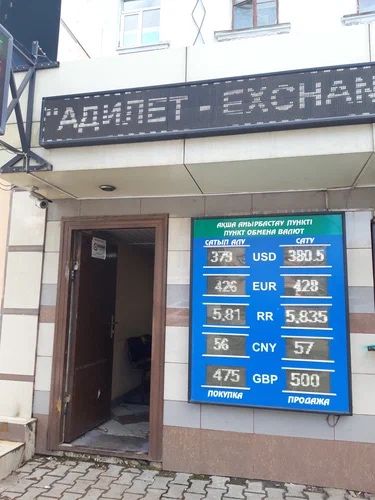 "АДИЛЕТ - EXCHAN
АҚША АЙЫРБАСТАУ ПУНКТІ
ПУНКТ ОБМЕНА ВАЛЮТ
САТЫП АЛУ САТУ
379 USD 380.5
426 EUR 428
5,81 RR 5,835
56 CNY 57
475 GBP 500
ПОКУПКА ПРОДАЖА